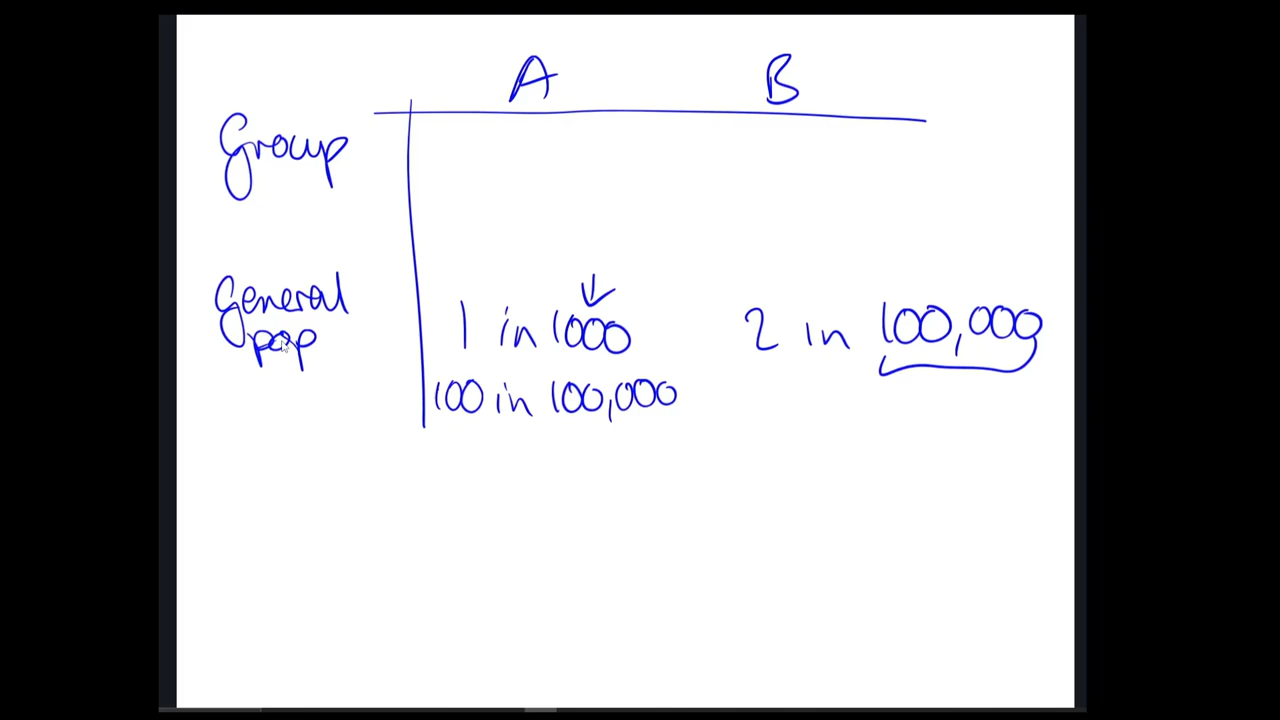 A B
Group
General
pop
1 in 1000 2 in 100,000
100 in 100,000